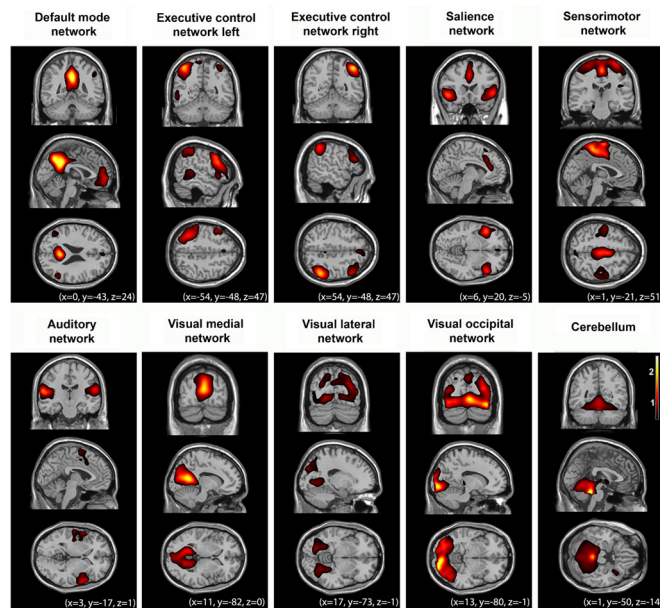 Default mode
network
Executive control
network left
Executive control
network right
Salience
network
Sensorimotor
network
(x=0, y=-43, z=24)
(x=-54, y=-48, z=47)
(x=54, y=-48, z=47)
(x=6, y=20, z=-5)
(x=1, y=-21, z=51)
Auditory
network
Visual medial
network
Visual lateral
network
Visual occipital
network
Cerebellum
2
1
(x=3, y=-17, z=1)
(x=11, y=-82, z=0)
(x=17, y=-73, z=-1)
(x=13, y=-80, z=-1)
(x=1, y=-50, z=-14)